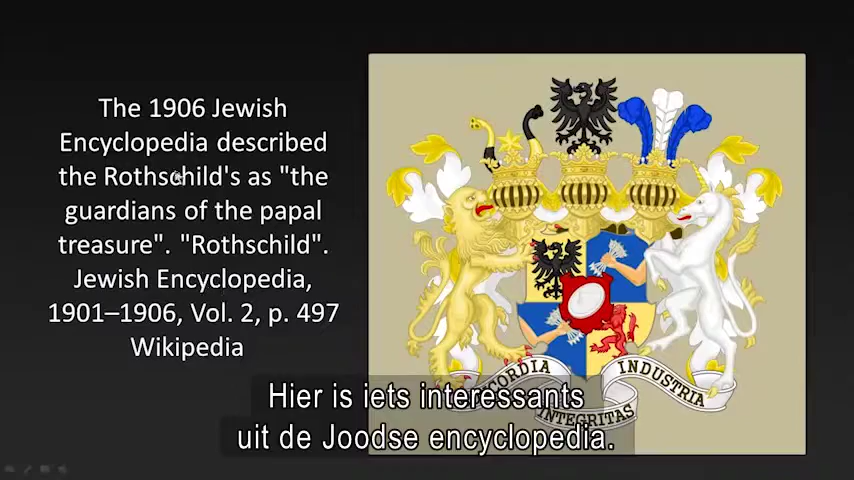 The 1906 Jewish
Encyclopedia described
the Rothschild's as "the
guardians of the papal
treasure". "Rothschild".
Jewish Encyclopedia,
1901–1906, Vol. 2, p. 497
Wikipedia
INDUSTRIA
INTEGRITAS
Hier is iets interessants
uit de Joodse encyclopedia.